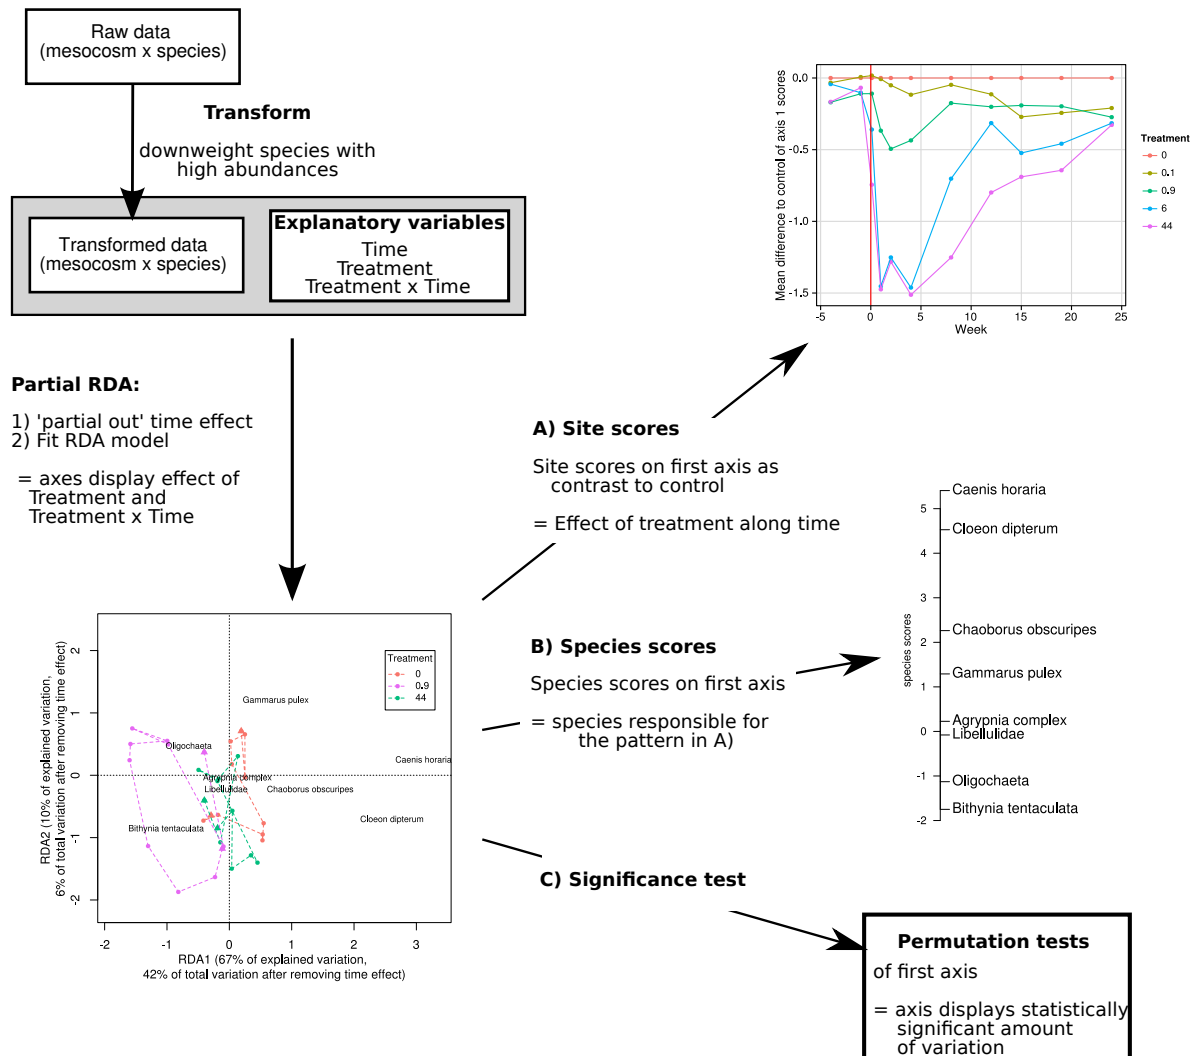 Raw data
(mesocosm x species)
Transform
downweight species with
high abundances
Transformed data
(mesocosm x species)
Explanatory variables
Time
Treatment
Treatment x Time
Partial RDA:
1) 'partial out' time effect
2) Fit RDA model
= axes display effect of
Treatment and
Treatment x Time
RDA2 (10% of explained variation,
6% of total variation after removing time effect)
2
1
0
-1
-2
Treatment
0
0.9
44
Gammarus pulex
Oligochaeta
Caenis horaria
Agrypnia complex
Libellulidae
Chaoborus obscuripes
Bithynia tentaculata
Cloeon dipterum
-2
-1
0
1
2
3
RDA1 (67% of explained variation,
42% of total variation after removing time effect)
A) Site scores
Site scores on first axis as
contrast to control
= Effect of treatment along time
B) Species scores
Species scores on first axis
= species responsible for
the pattern in A)
C) Significance test
Mean difference to control of axis 1 scores
0.0
-0.5
-1.0
-1.5
-5
0
5
10
15
20
25
Week
Treatment
0
0.1
0.9
6
44
species scores
5
4
3
2
1
0
-1
-2
Caenis horaria
Cloeon dipterum
Chaoborus obscuripes
Gammarus pulex
Agrypnia complex
Libellulidae
Oligochaeta
Bithynia tentaculata
Permutation tests
of first axis
= axis displays statistically
significant amount
of variation